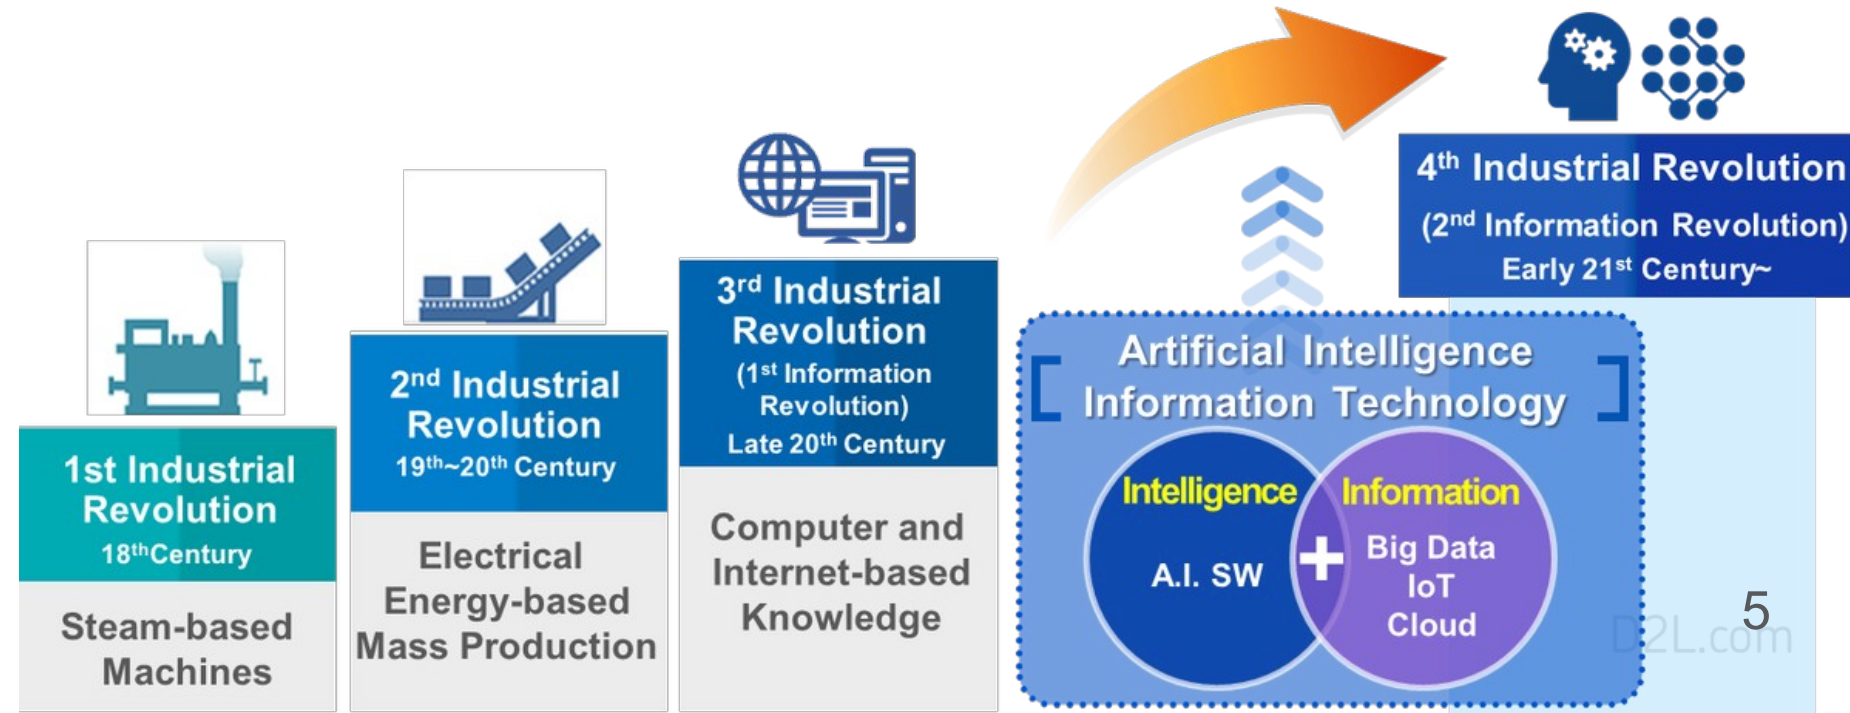 1st Industrial
Revolution
18thCentury
Steam-based
Machines
2nd Industrial
Revolution
19th~20th Century
Electrical
Energy-based
Mass Production
3rd Industrial
Revolution
(1st Information
Revolution)
Late 20th Century
Computer and
Internet-based
Knowledge
4th Industrial Revolution
(2nd Information Revolution)
Early 21st Century~
Artificial Intelligence
Information Technology
Intelligence
A.I. SW
+
Information
Big Data
IoT
Cloud
5
D2L.com